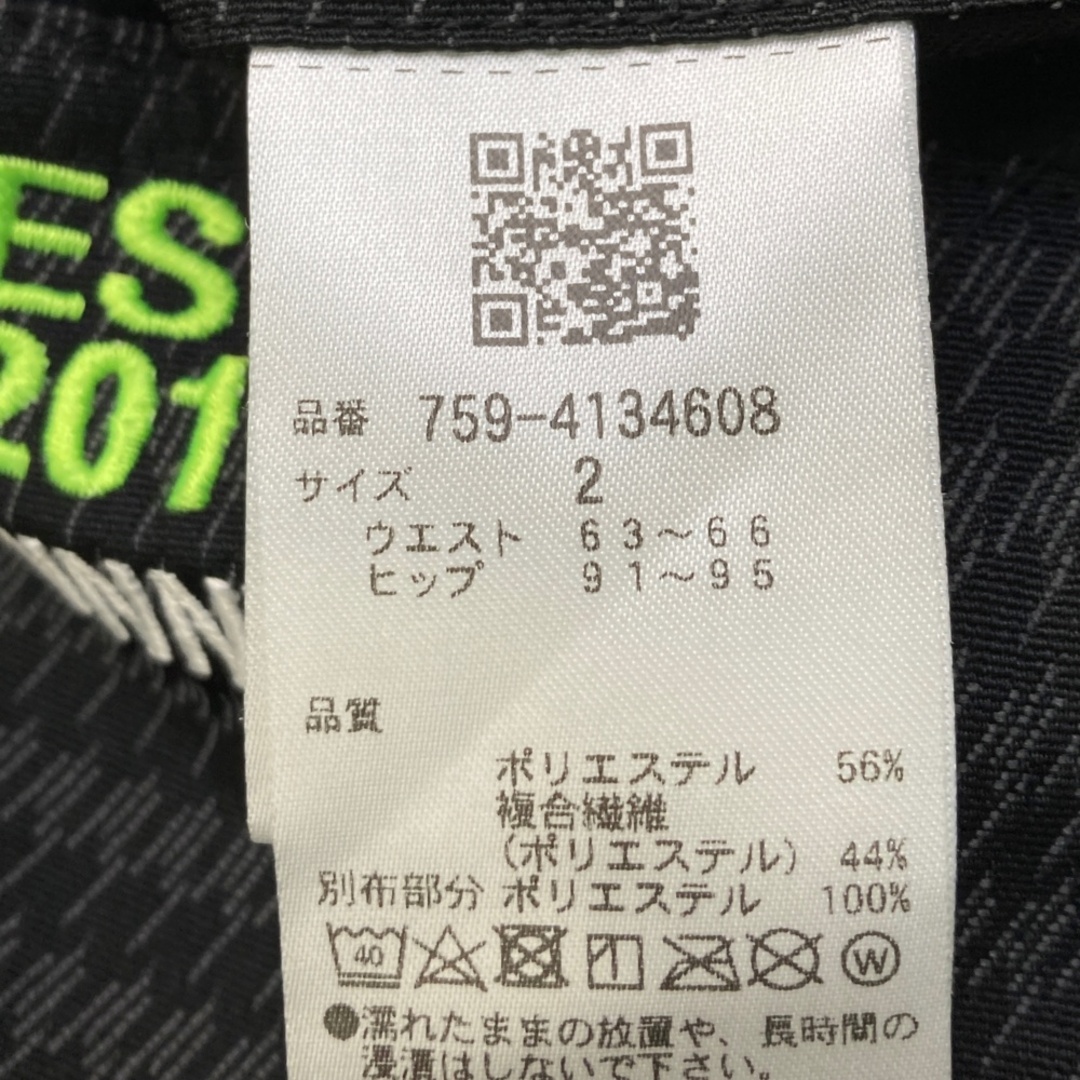 ES
201
品番 759-4134608
サイズ 2
ウエスト 63～66
ヒップ 91～95
品質
ポリエステル 56%
複合繊維
(ポリエステル) 44%
別布部分 ポリエステル 100%
40
W
●濡れたままの放置や、長時間の
浸漬はしないで下さい。